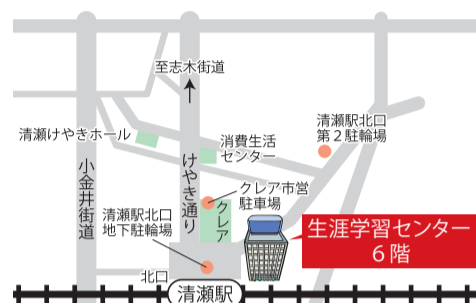 至志木街道
清瀬駅北口
第2駐輪場
清瀬けやきホール
消費生活
センター
小金井街道
けやき通り
クレア市営
駐車場
クレア
清瀬駅北口
地下駐輪場
生涯学習センター
6階
北口
清瀬駅